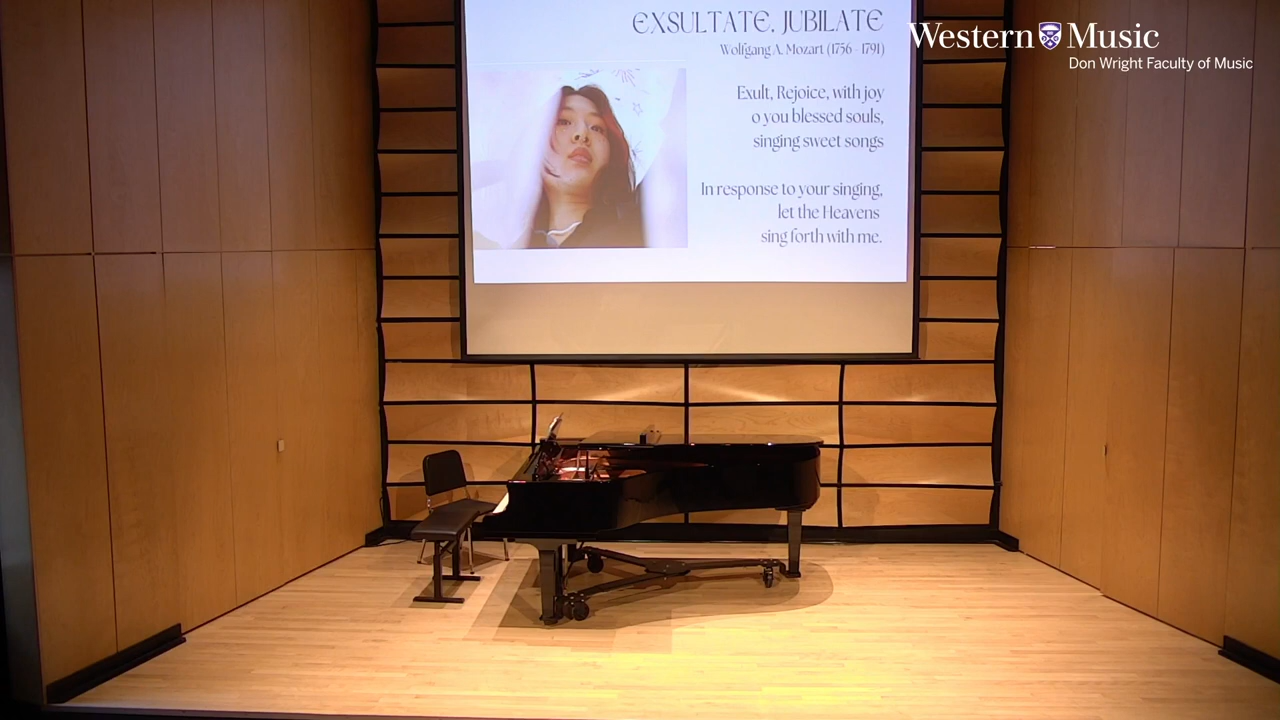 EXSULTATE, JUBILATE
Wolfgang A. Mozart (1756 - 1791)
Exult, Rejoice, with joy
o you blessed souls,
singing sweet songs
In response to your singing,
let the Heavens
sing forth with me.
Western Music
Don Wright Faculty of Music